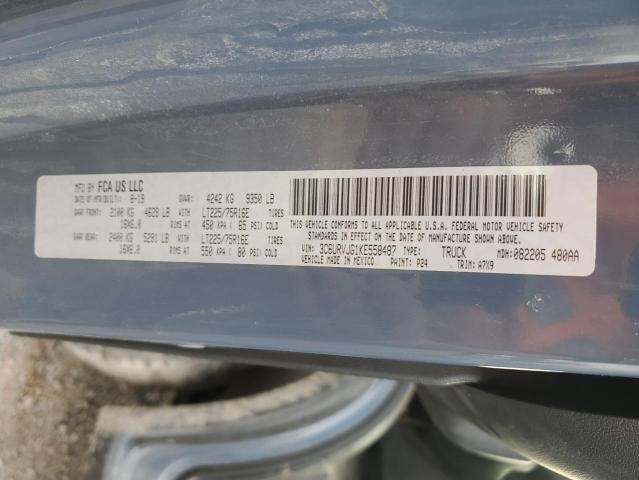 MFD BY FCA US LLC
DATE OF MFR(BUILT): 8-19 GVWR: 4242 KG 9350 LB
GAWR FRONT: 2100 KG 4629 LB WITH LT225/75R16E TIRES
16X6.0 RIMS AT 450 KPA ( 65 PSI) COLD
GAWR REAR: 2400 KG 5291 LB WITH LT225/75R16E TIRES
16X6.0 RIMS AT 550 KPA ( 80 PSI) COLD
THIS VEHICLE CONFORMS TO ALL APPLICABLE U.S.A. FEDERAL MOTOR VEHICLE SAFETY
STANDARDS IN EFFECT ON THE DATE OF MANUFACTURE SHOWN ABOVE.
VIN: 3C6URVJG1KE558487 TYPE: TRUCK MDH:082205 480AA
VEHICLE MADE IN MEXICO PAINT: P24 TRIM: A7X9